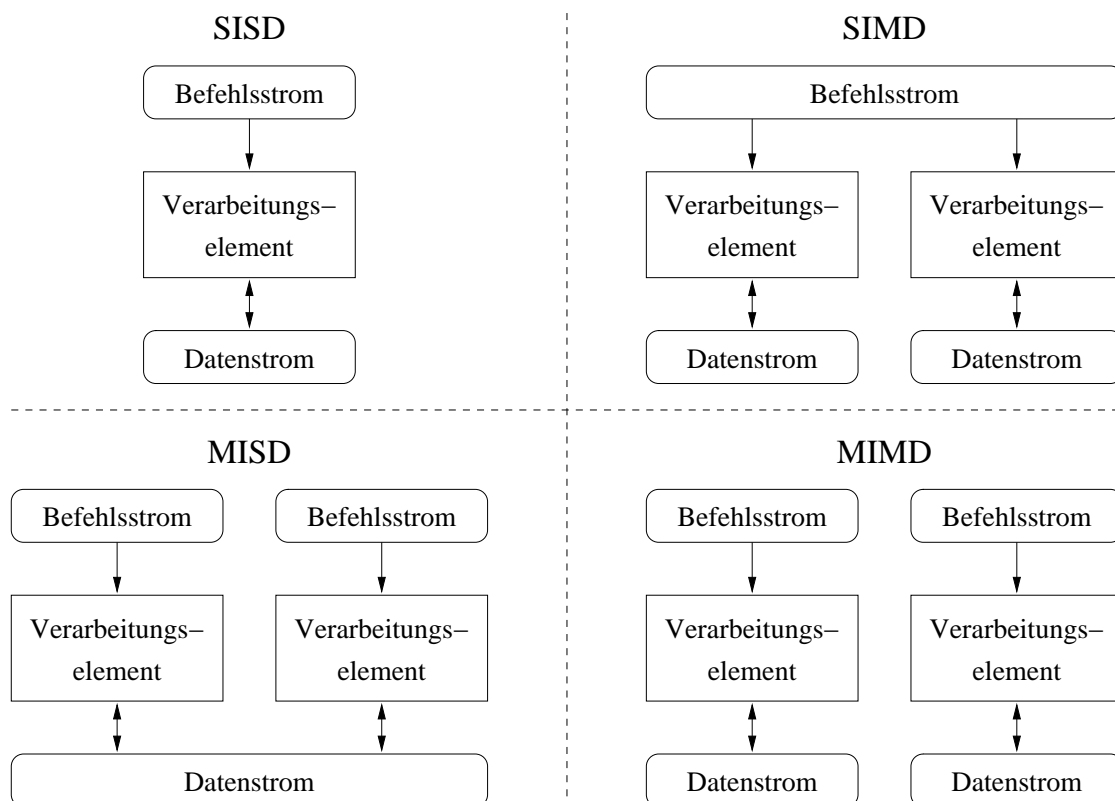 SISD
Befehlsstrom
Verarbeitungs–
element
Datenstrom
SIMD
Befehlsstrom
Verarbeitungs–
element
Verarbeitungs–
element
Datenstrom
Datenstrom
MISD
Befehlsstrom
Befehlsstrom
Verarbeitungs–
element
Verarbeitungs–
element
Datenstrom
MIMD
Befehlsstrom
Befehlsstrom
Verarbeitungs–
element
Verarbeitungs–
element
Datenstrom
Datenstrom